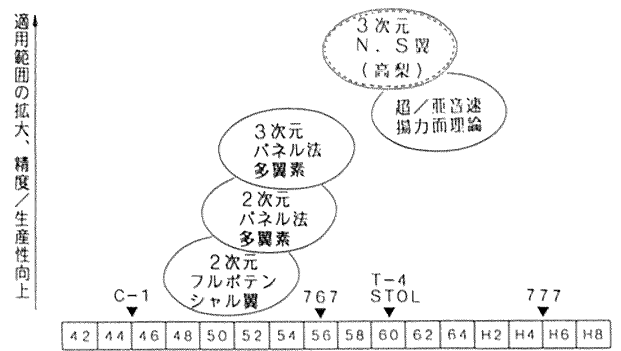 適用範囲の拡大、精度／生産性向上
3次元
N．S翼
(高梨)
超／亜音速
揚力面理論
3次元
パネル法
多翼素
2次元
パネル法
多翼素
2次元
フルポテン
シャル翼
C-1
767
T-4
STOL
777
42 44 46 48 50 52 54 56 58 60 62 64 H2 H4 H6 H8